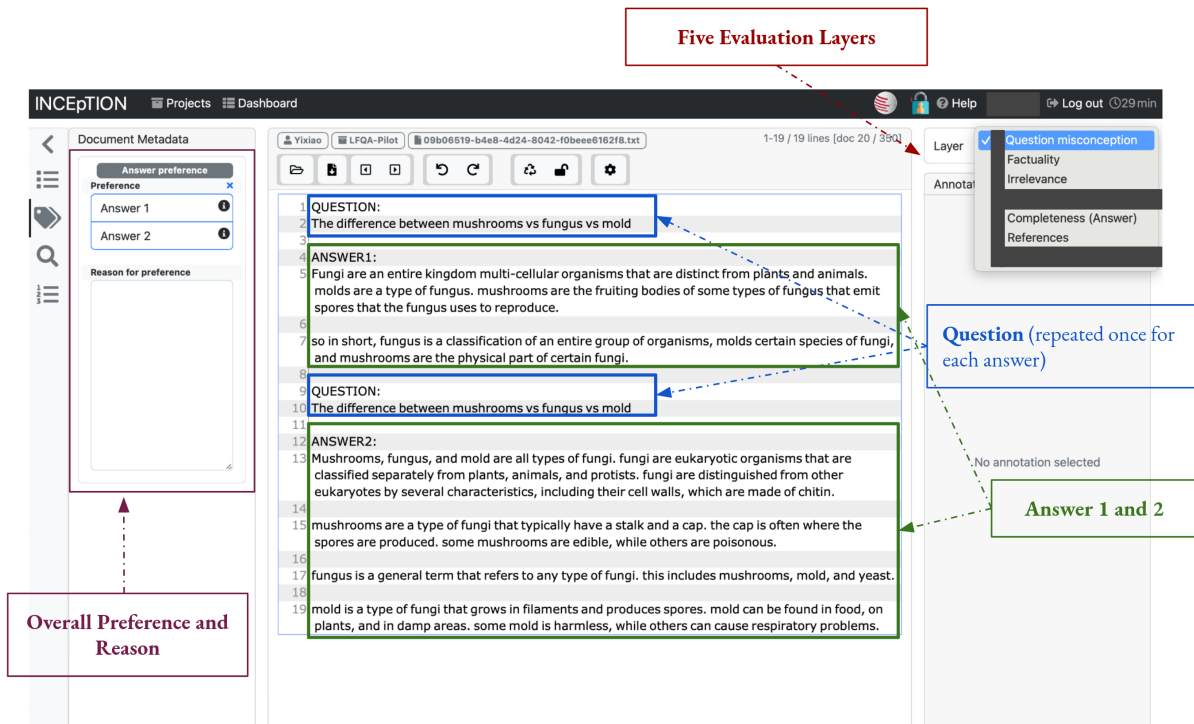 Five Evaluation Layers
INCEpTION Projects Dashboard Help Log out 29 min
Document Metadata
Answer preference
Preference ×
Answer 1
Answer 2
Reason for preference
Yixiao LFQA-Pilot 09b06519-b4e8-4d24-8042-f0beee6162f8.txt 1-19 / 19 lines [doc 20 / 350]
1 QUESTION:
2 The difference between mushrooms vs fungus vs mold
3
4 ANSWER1:
5 Fungi are an entire kingdom multi-cellular organisms that are distinct from plants and animals.
molds are a type of fungus. mushrooms are the fruiting bodies of some types of fungus that emit
spores that the fungus uses to reproduce.
6
7 so in short, fungus is a classification of an entire group of organisms, molds certain species of fungi,
and mushrooms are the physical part of certain fungi.
8
9 QUESTION:
10 The difference between mushrooms vs fungus vs mold
11
12 ANSWER2:
13 Mushrooms, fungus, and mold are all types of fungi. fungi are eukaryotic organisms that are
classified separately from plants, animals, and protists. fungi are distinguished from other
eukaryotes by several characteristics, including their cell walls, which are made of chitin.
14
15 mushrooms are a type of fungi that typically have a stalk and a cap. the cap is often where the
spores are produced. some mushrooms are edible, while others are poisonous.
16
17 fungus is a general term that refers to any type of fungi. this includes mushrooms, mold, and yeast.
18
19 mold is a type of fungi that grows in filaments and produces spores. mold can be found in food, on
plants, and in damp areas. some mold is harmless, while others can cause respiratory problems.
Layer
Question misconception
Factuality
Irrelevance
Completeness (Answer)
References
Annotat
No annotation selected
Question (repeated once for
each answer)
Answer 1 and 2
Overall Preference and
Reason